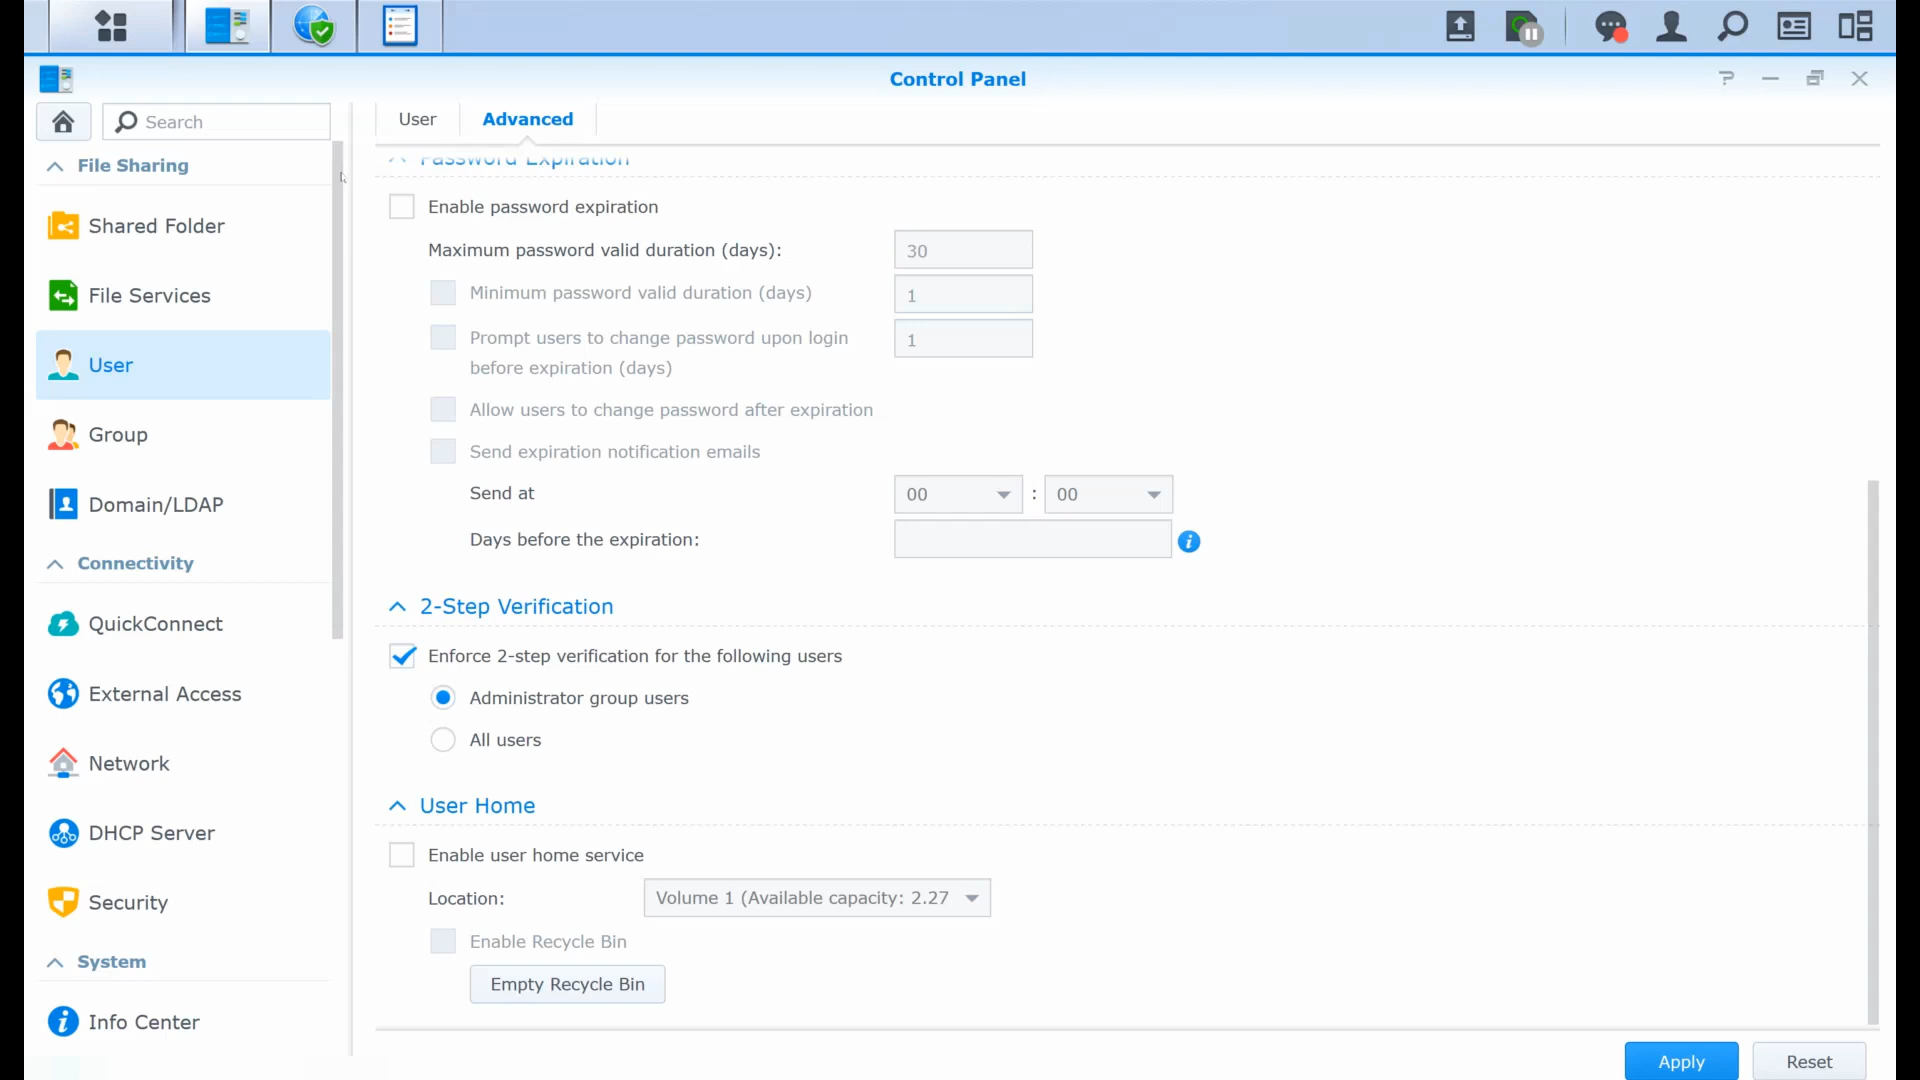 Control Panel
Search
User
Advanced
File Sharing
Password Expiration
Shared Folder
File Services
User
Group
Domain/LDAP
Connectivity
QuickConnect
External Access
Network
DHCP Server
Security
System
Info Center
Enable password expiration
Maximum password valid duration (days):
30
Minimum password valid duration (days)
1
Prompt users to change password upon login
before expiration (days)
1
Allow users to change password after expiration
Send expiration notification emails
Send at
00 : 00
Days before the expiration:
2-Step Verification
Enforce 2-step verification for the following users
Administrator group users
All users
User Home
Enable user home service
Location:
Volume 1 (Available capacity: 2.27
Enable Recycle Bin
Empty Recycle Bin
Apply
Reset